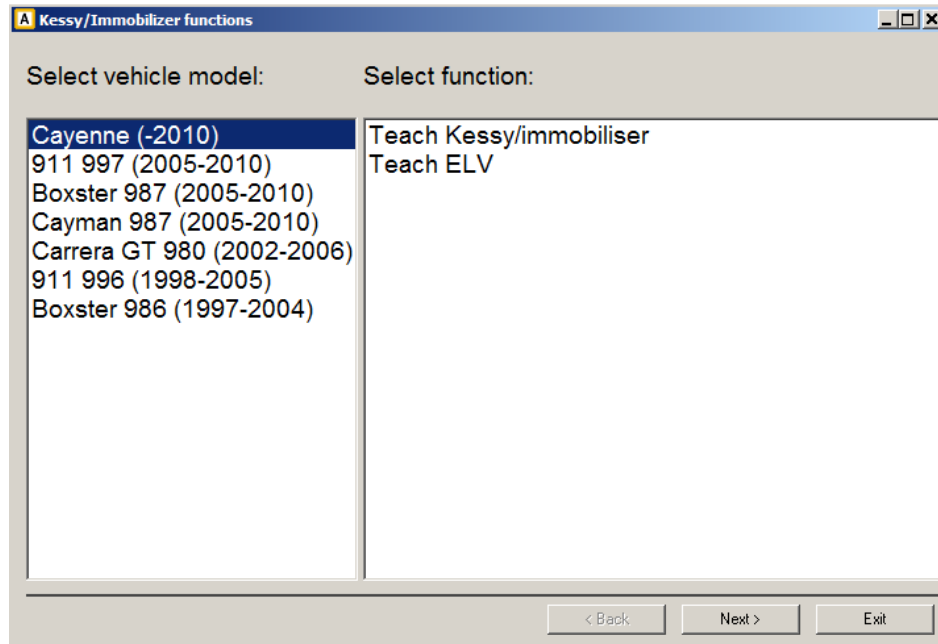 A Kessy/Immobilizer functions
Select vehicle model:
Select function:
Cayenne (-2010)
911 997 (2005-2010)
Boxster 987 (2005-2010)
Cayman 987 (2005-2010)
Carrera GT 980 (2002-2006)
911 996 (1998-2005)
Boxster 986 (1997-2004)
Teach Kessy/immobiliser
Teach ELV
< Back
Next >
Exit